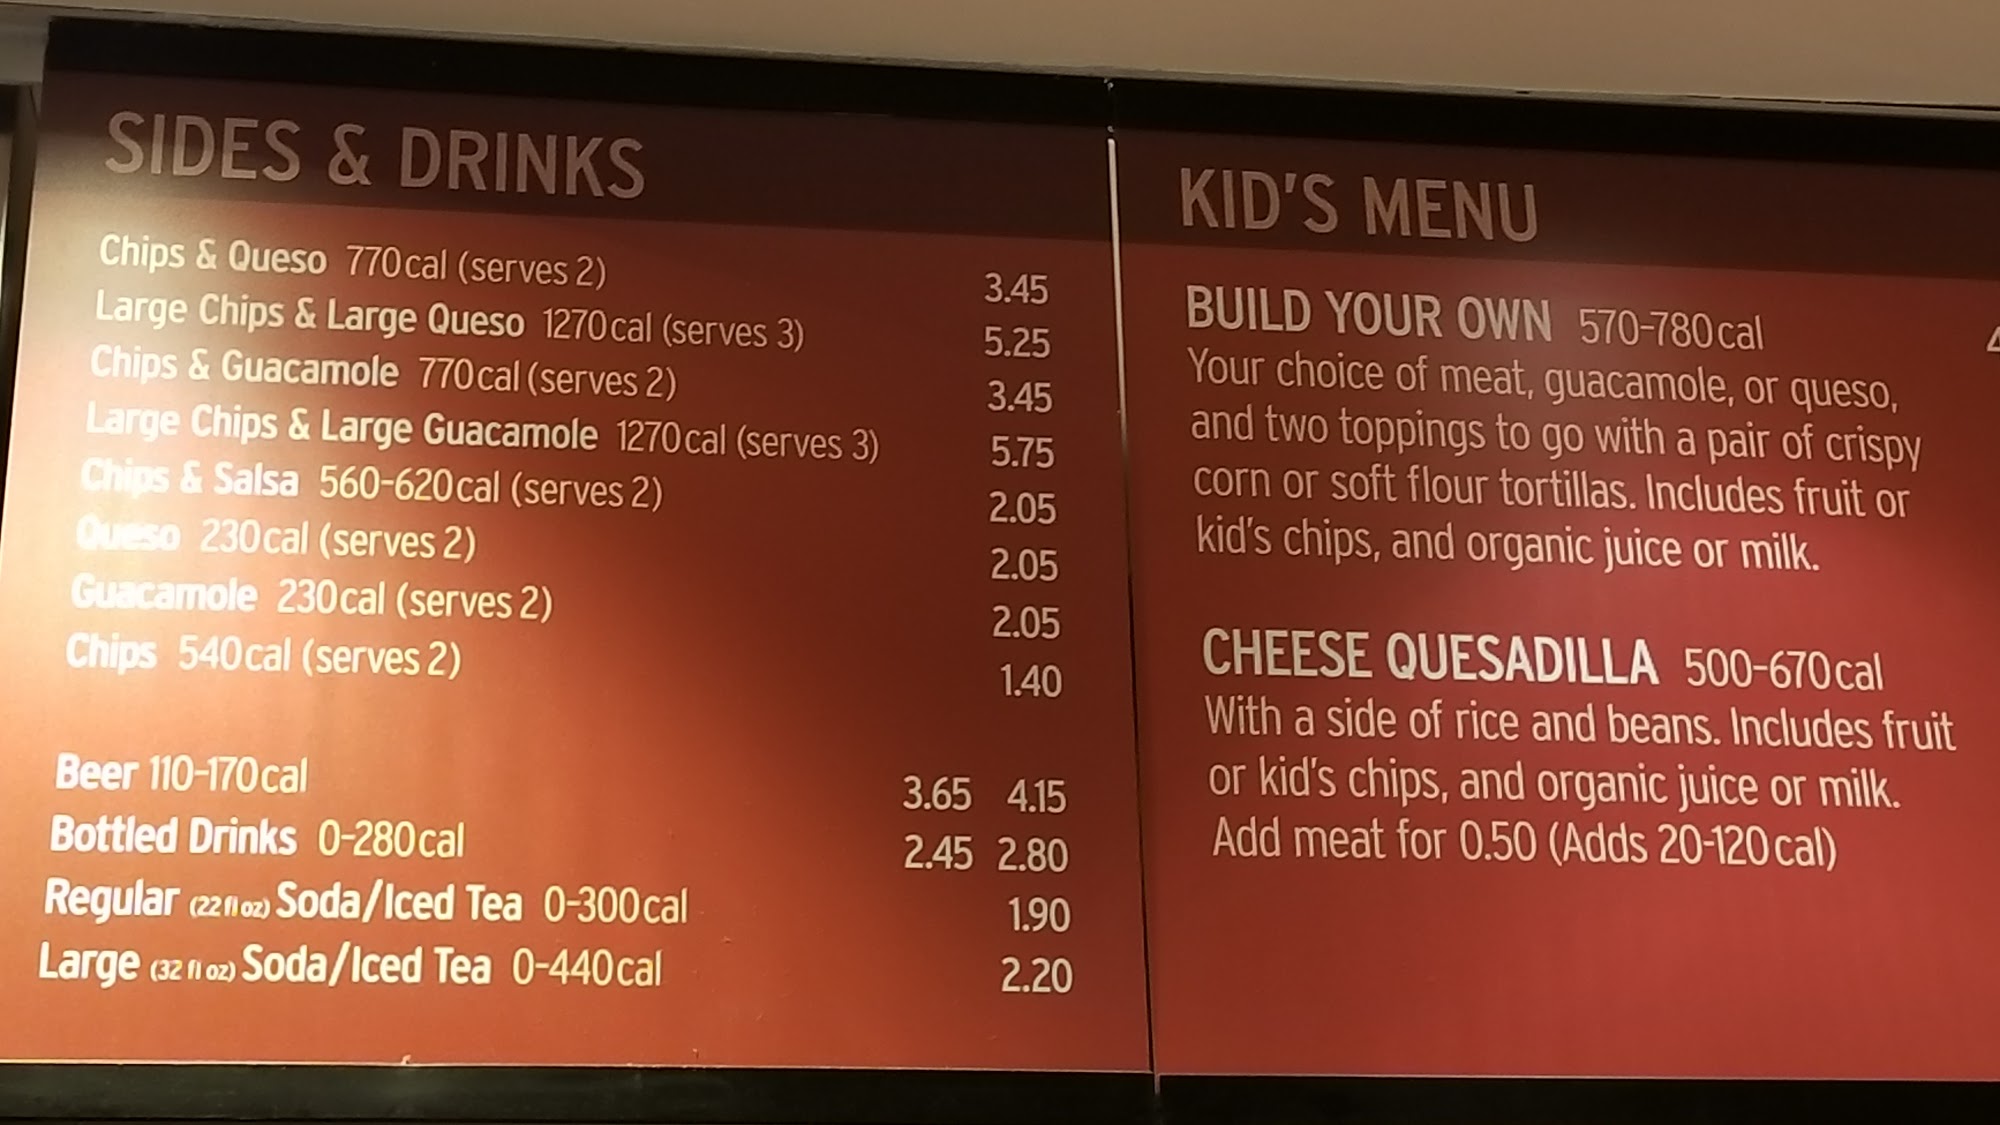 SIDES & DRINKS
Chips & Queso 770cal (serves 2) 3.45
Large Chips & Large Queso 1270cal (serves 3) 5.25
Chips & Guacamole 770cal (serves 2) 3.45
Large Chips & Large Guacamole 1270cal (serves 3) 5.75
Chips & Salsa 560-620cal (serves 2) 2.05
Queso 230cal (serves 2) 2.05
Guacamole 230cal (serves 2) 2.05
Chips 540cal (serves 2) 1.40
Beer 110-170cal 3.65 4.15
Bottled Drinks 0-280cal 2.45 2.80
Regular (22 fl oz) Soda/Iced Tea 0-300cal 1.90
Large (32 fl oz) Soda/Iced Tea 0-440cal 2.20
KID'S MENU
BUILD YOUR OWN 570-780cal
Your choice of meat, guacamole, or queso,
and two toppings to go with a pair of crispy
corn or soft flour tortillas. Includes fruit or
kid's chips, and organic juice or milk.
CHEESE QUESADILLA 500-670cal
With a side of rice and beans. Includes fruit
or kid's chips, and organic juice or milk.
Add meat for 0.50 (Adds 20-120cal)